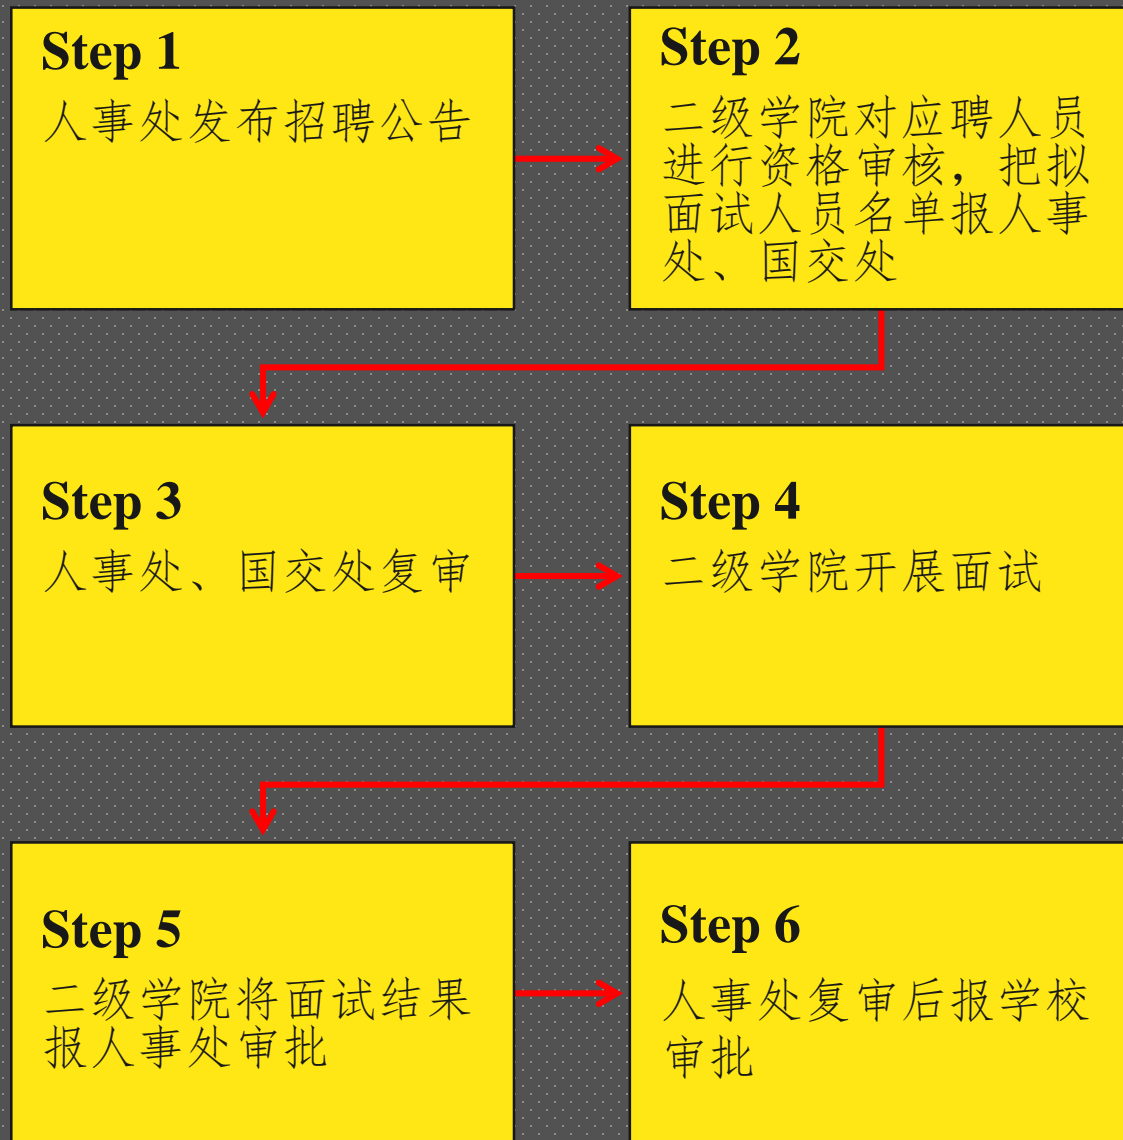 Step 1
人事处发布招聘公告
Step 2
二级学院对应聘人员
进行资格审核，把拟
面试人员名单报人事
处、国交处
Step 3
人事处、国交处复审
Step 4
二级学院开展面试
Step 5
二级学院将面试结果
报人事处审批
Step 6
人事处复审后报学校
审批